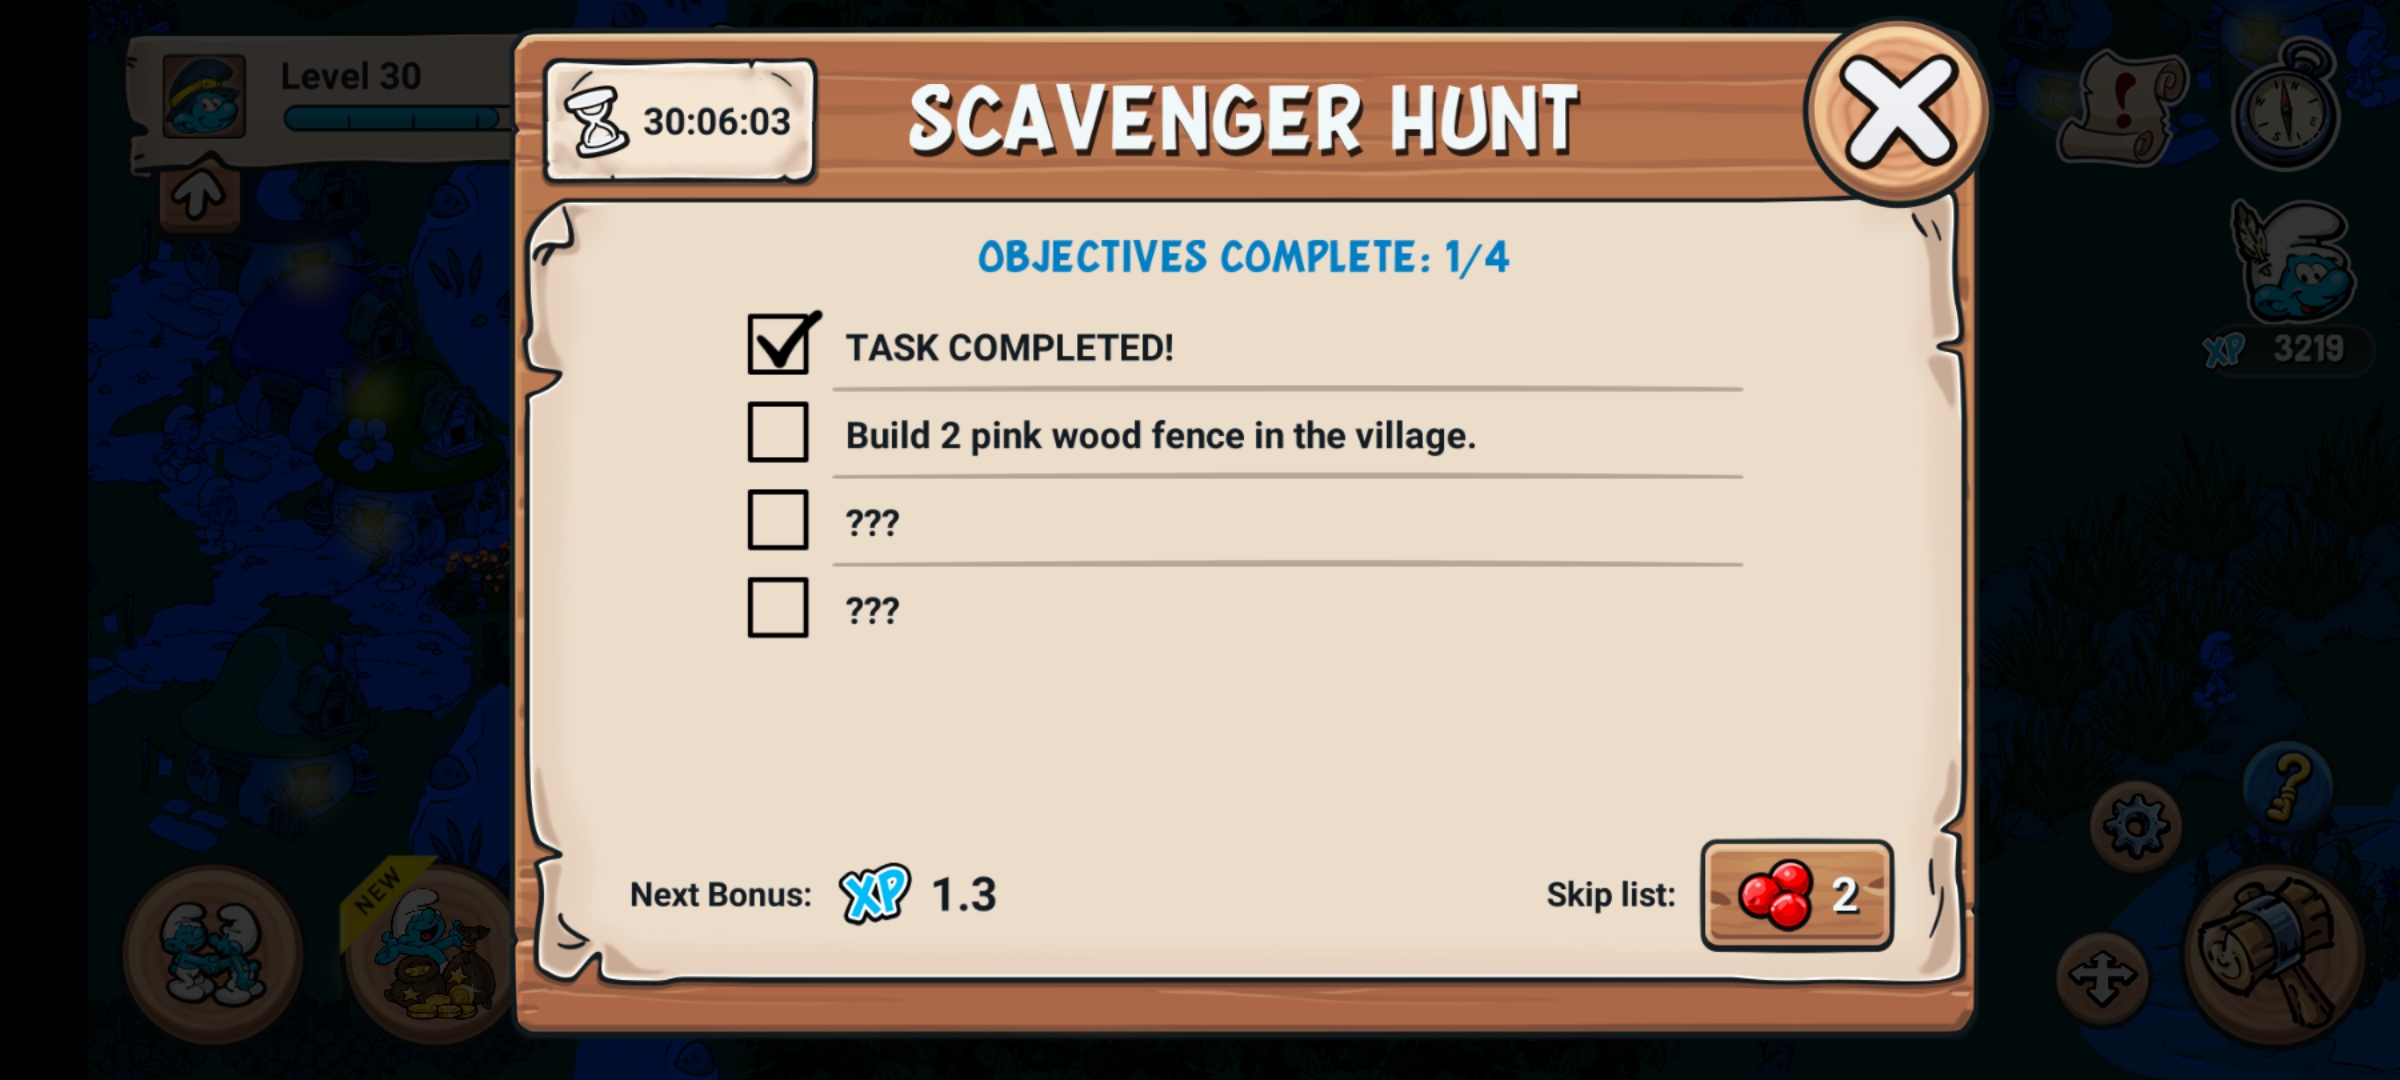 Level 30
30:06:03
SCAVENGER HUNT
OBJECTIVES COMPLETE: 1/4
TASK COMPLETED!
Build 2 pink wood fence in the village.
???
???
XP 3219
NEW
Next Bonus: XP 1.3
Skip list: 2